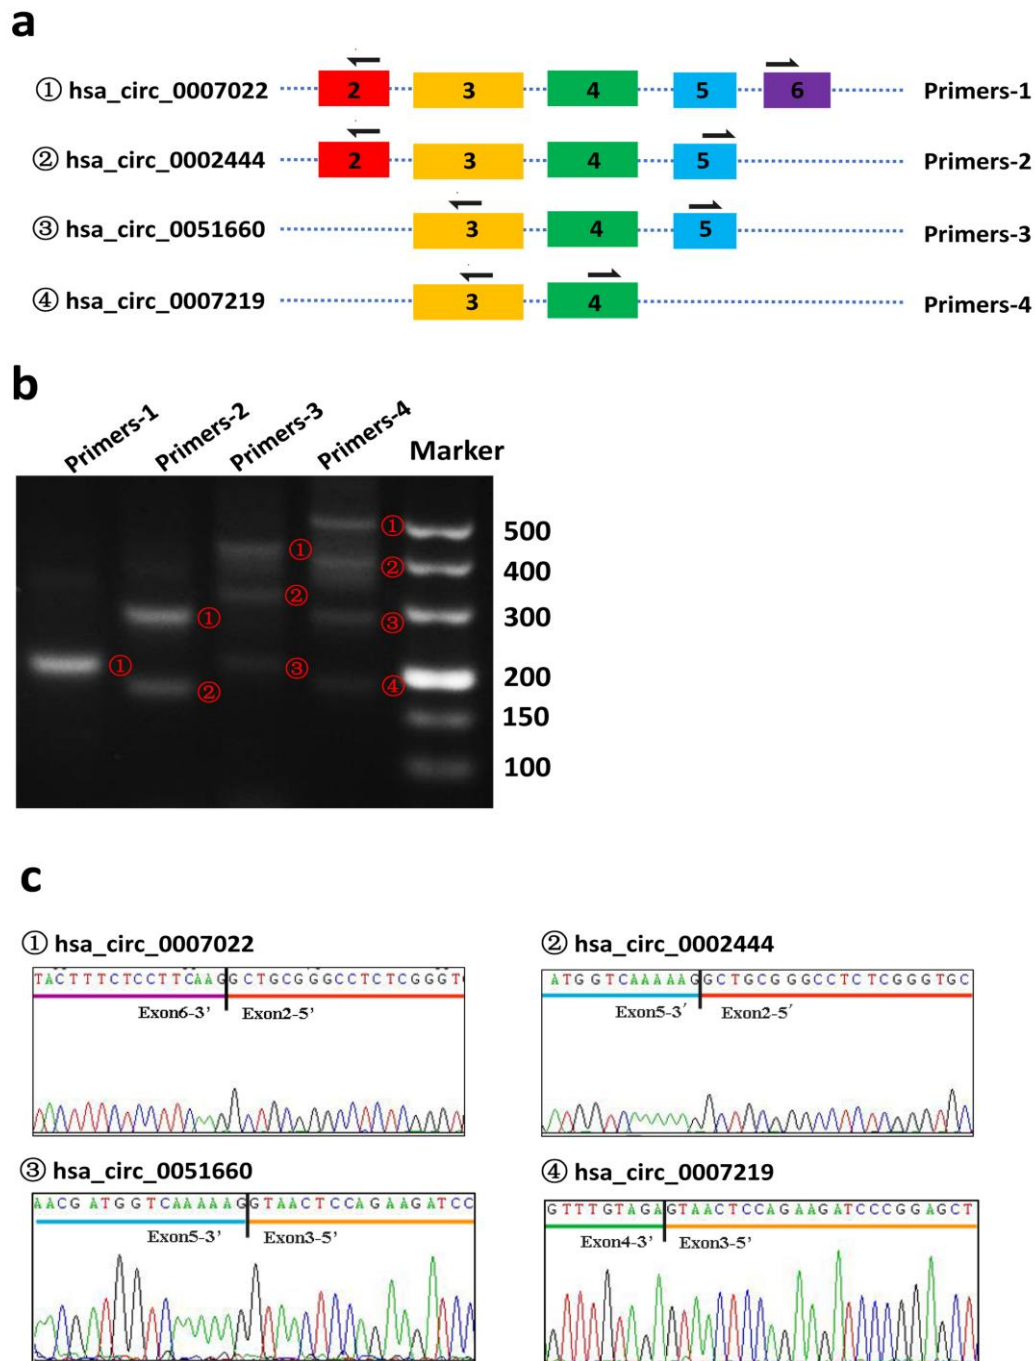 a
① hsa_circ_0007022 2 3 4 5 6 Primers-1
② hsa_circ_0002444 2 3 4 5 Primers-2
③ hsa_circ_0051660 3 4 5 Primers-3
④ hsa_circ_0007219 3 4 Primers-4
b
Primers-1 Primers-2 Primers-3 Primers-4 Marker
① 500
① ② 400
② ③ 300
①
① ③ ④ 200
②
150
100
c
① hsa_circ_0007022
TACTTTCTCCTTCAAGGCTGCGGGCCTCTCGGGT
Exon6-3’ Exon2-5’
② hsa_circ_0002444
ATGGTCAAAAAGGCTGCGGGCCTCTCGGGTGC
Exon5-3′ Exon2-5′
③ hsa_circ_0051660
AACGATGGTCAAAAAGGTAACTCCAGAAGATCC
Exon5-3’ Exon3-5’
④ hsa_circ_0007219
GTTTGTAGAGTAACTCCAGAAGATCCCGGAGCT
Exon4-3’ Exon3-5’